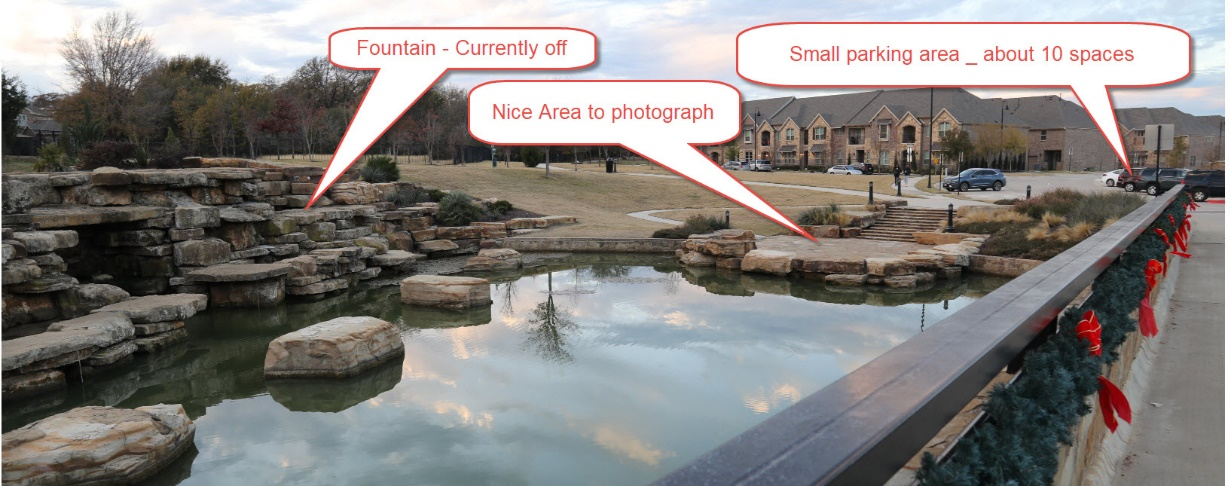 Fountain - Currently off
Nice Area to photograph
Small parking area _ about 10 spaces